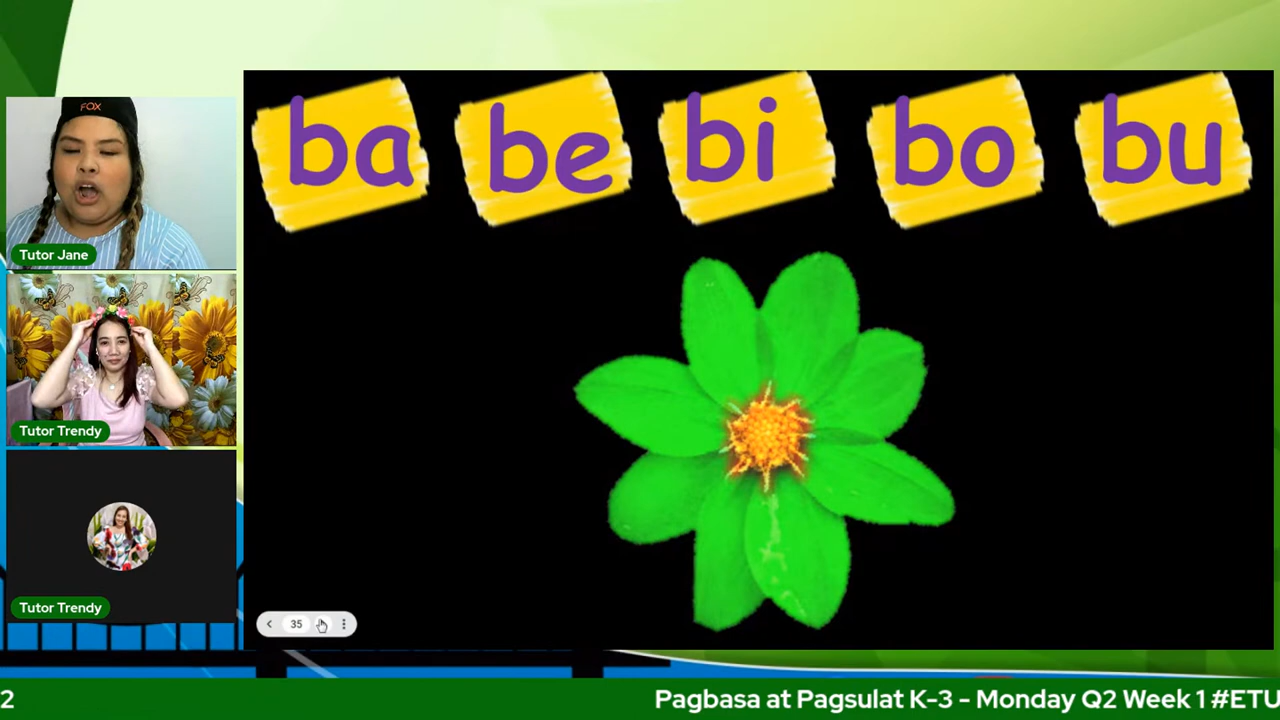 ba be bi bo bu
FOX
Tutor Jane
Tutor Trendy
Tutor Trendy
35
2 Pagbasa at Pagsulat K-3 - Monday Q2 Week 1 #ETU